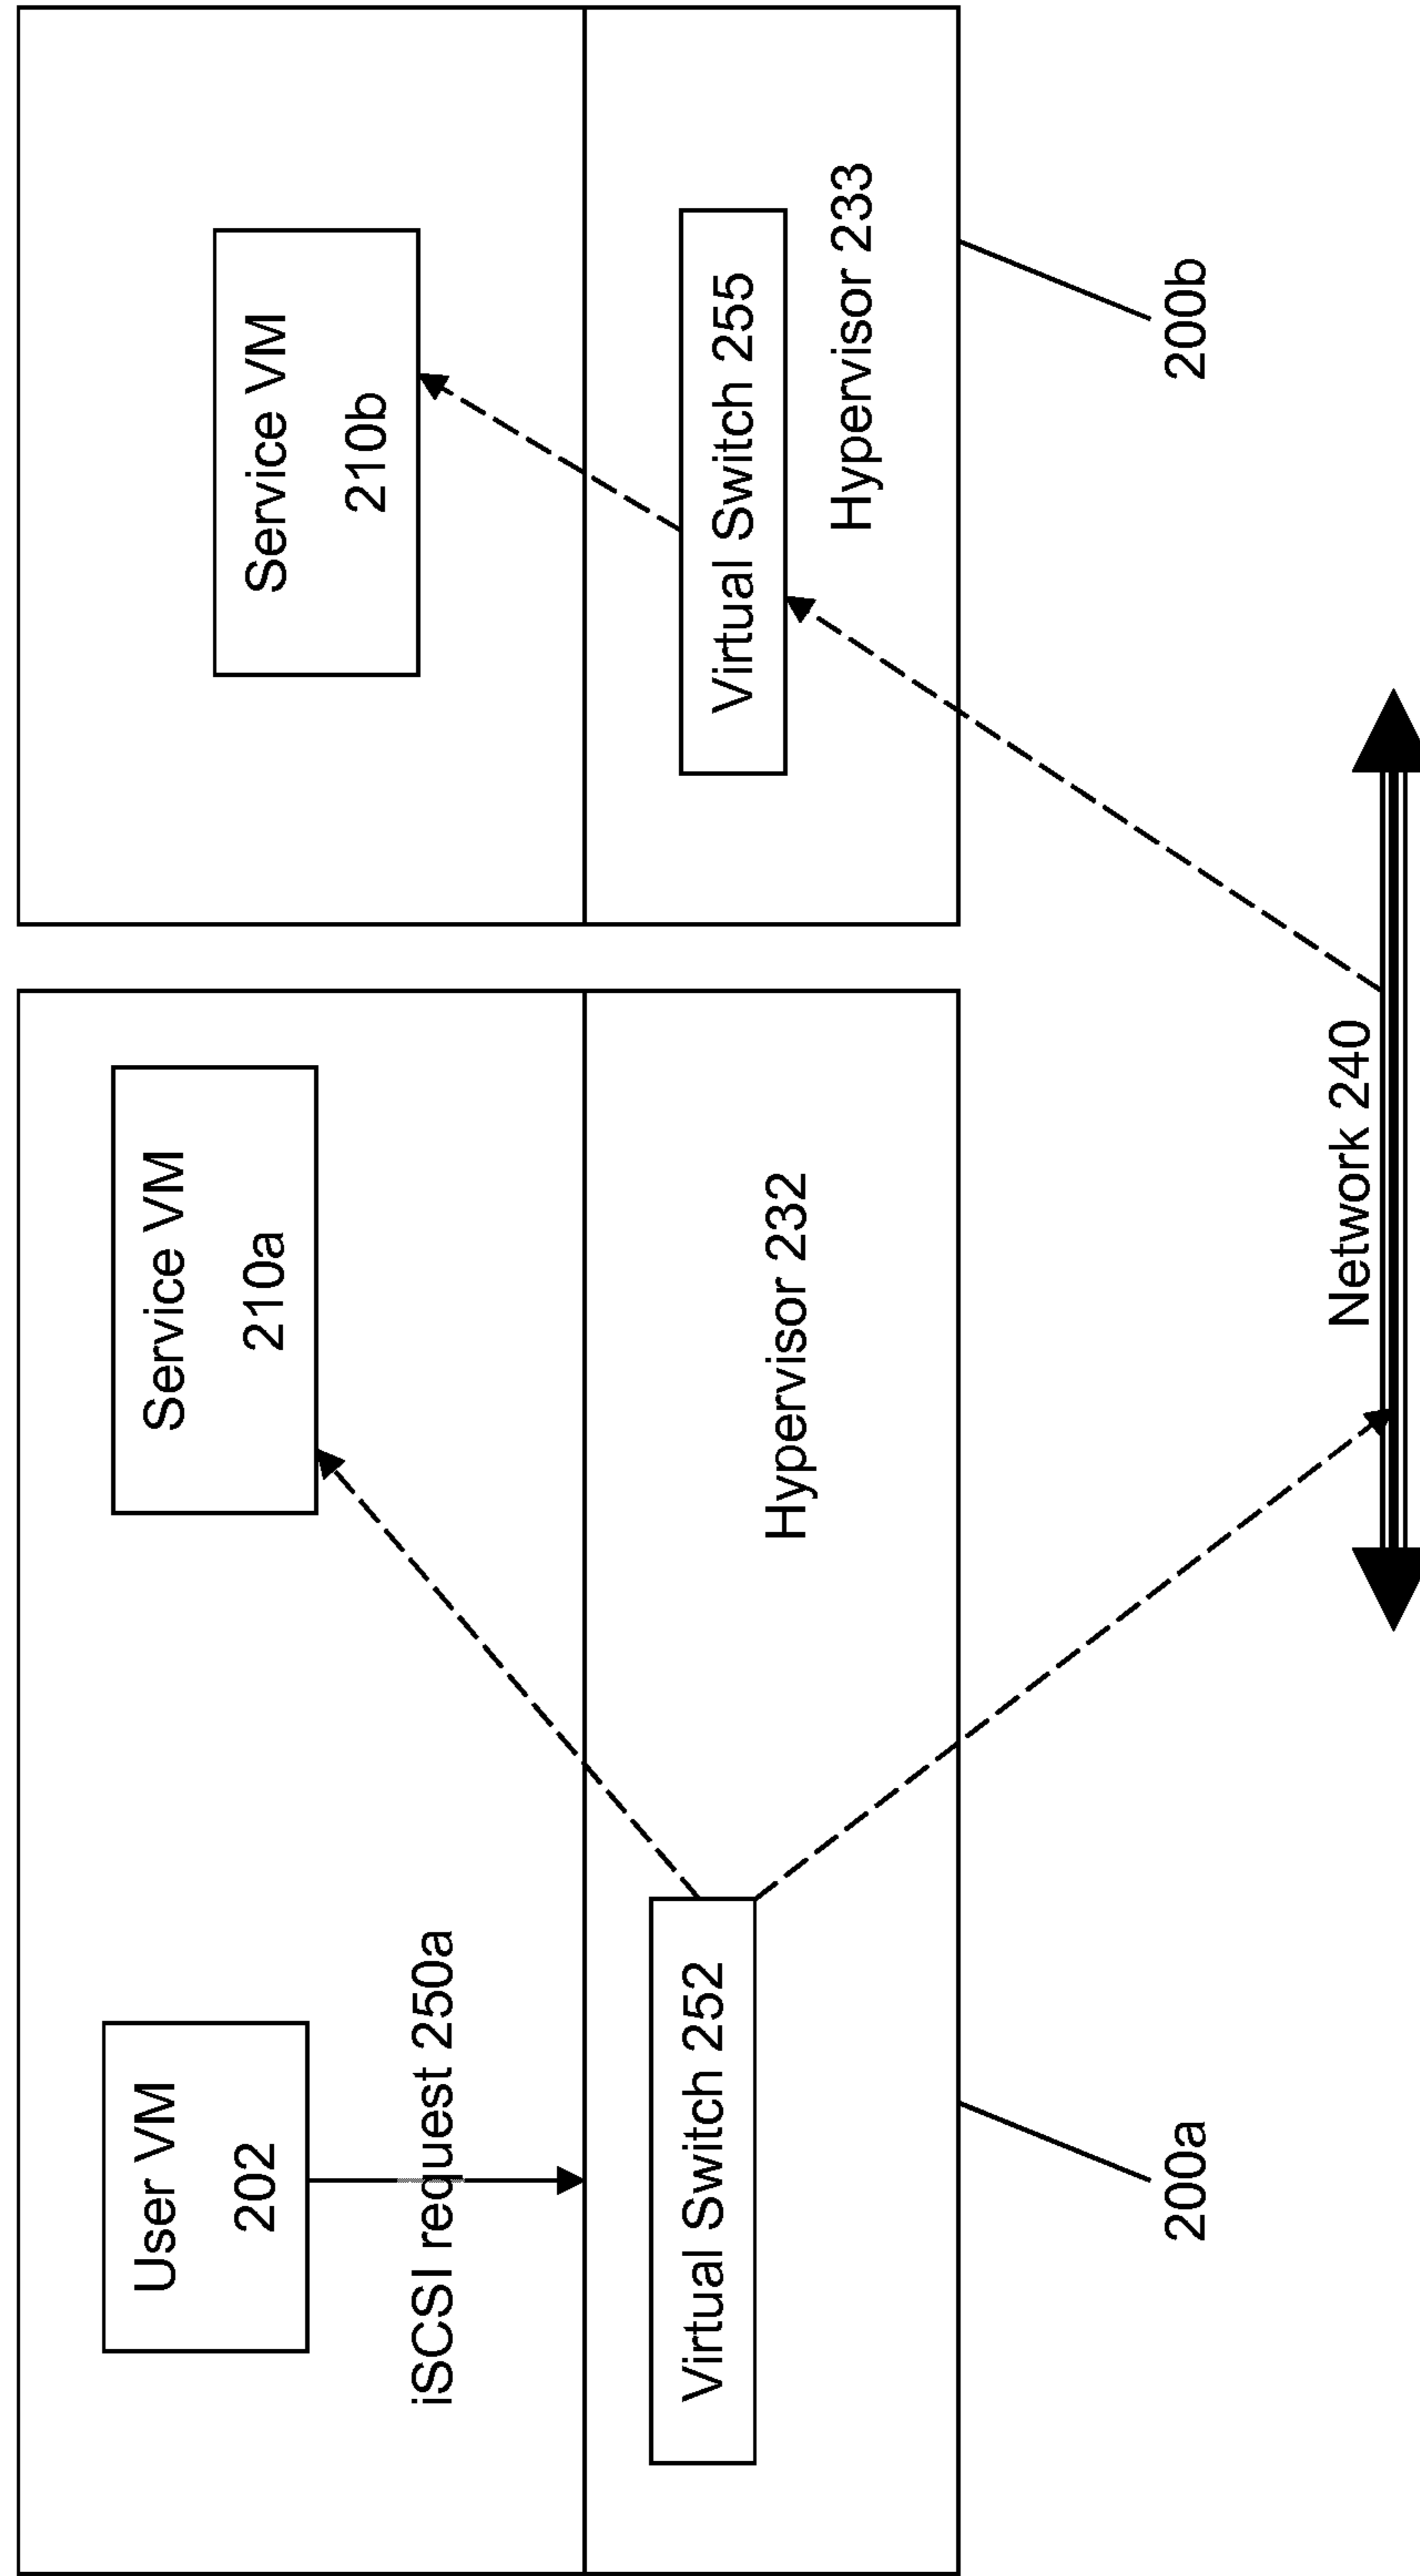 User VM
202
iSCSI request 250a
Virtual Switch 252
Service VM
210a
Hypervisor 232
200a
Service VM
210b
Virtual Switch 255
Hypervisor 233
200b
Network 240